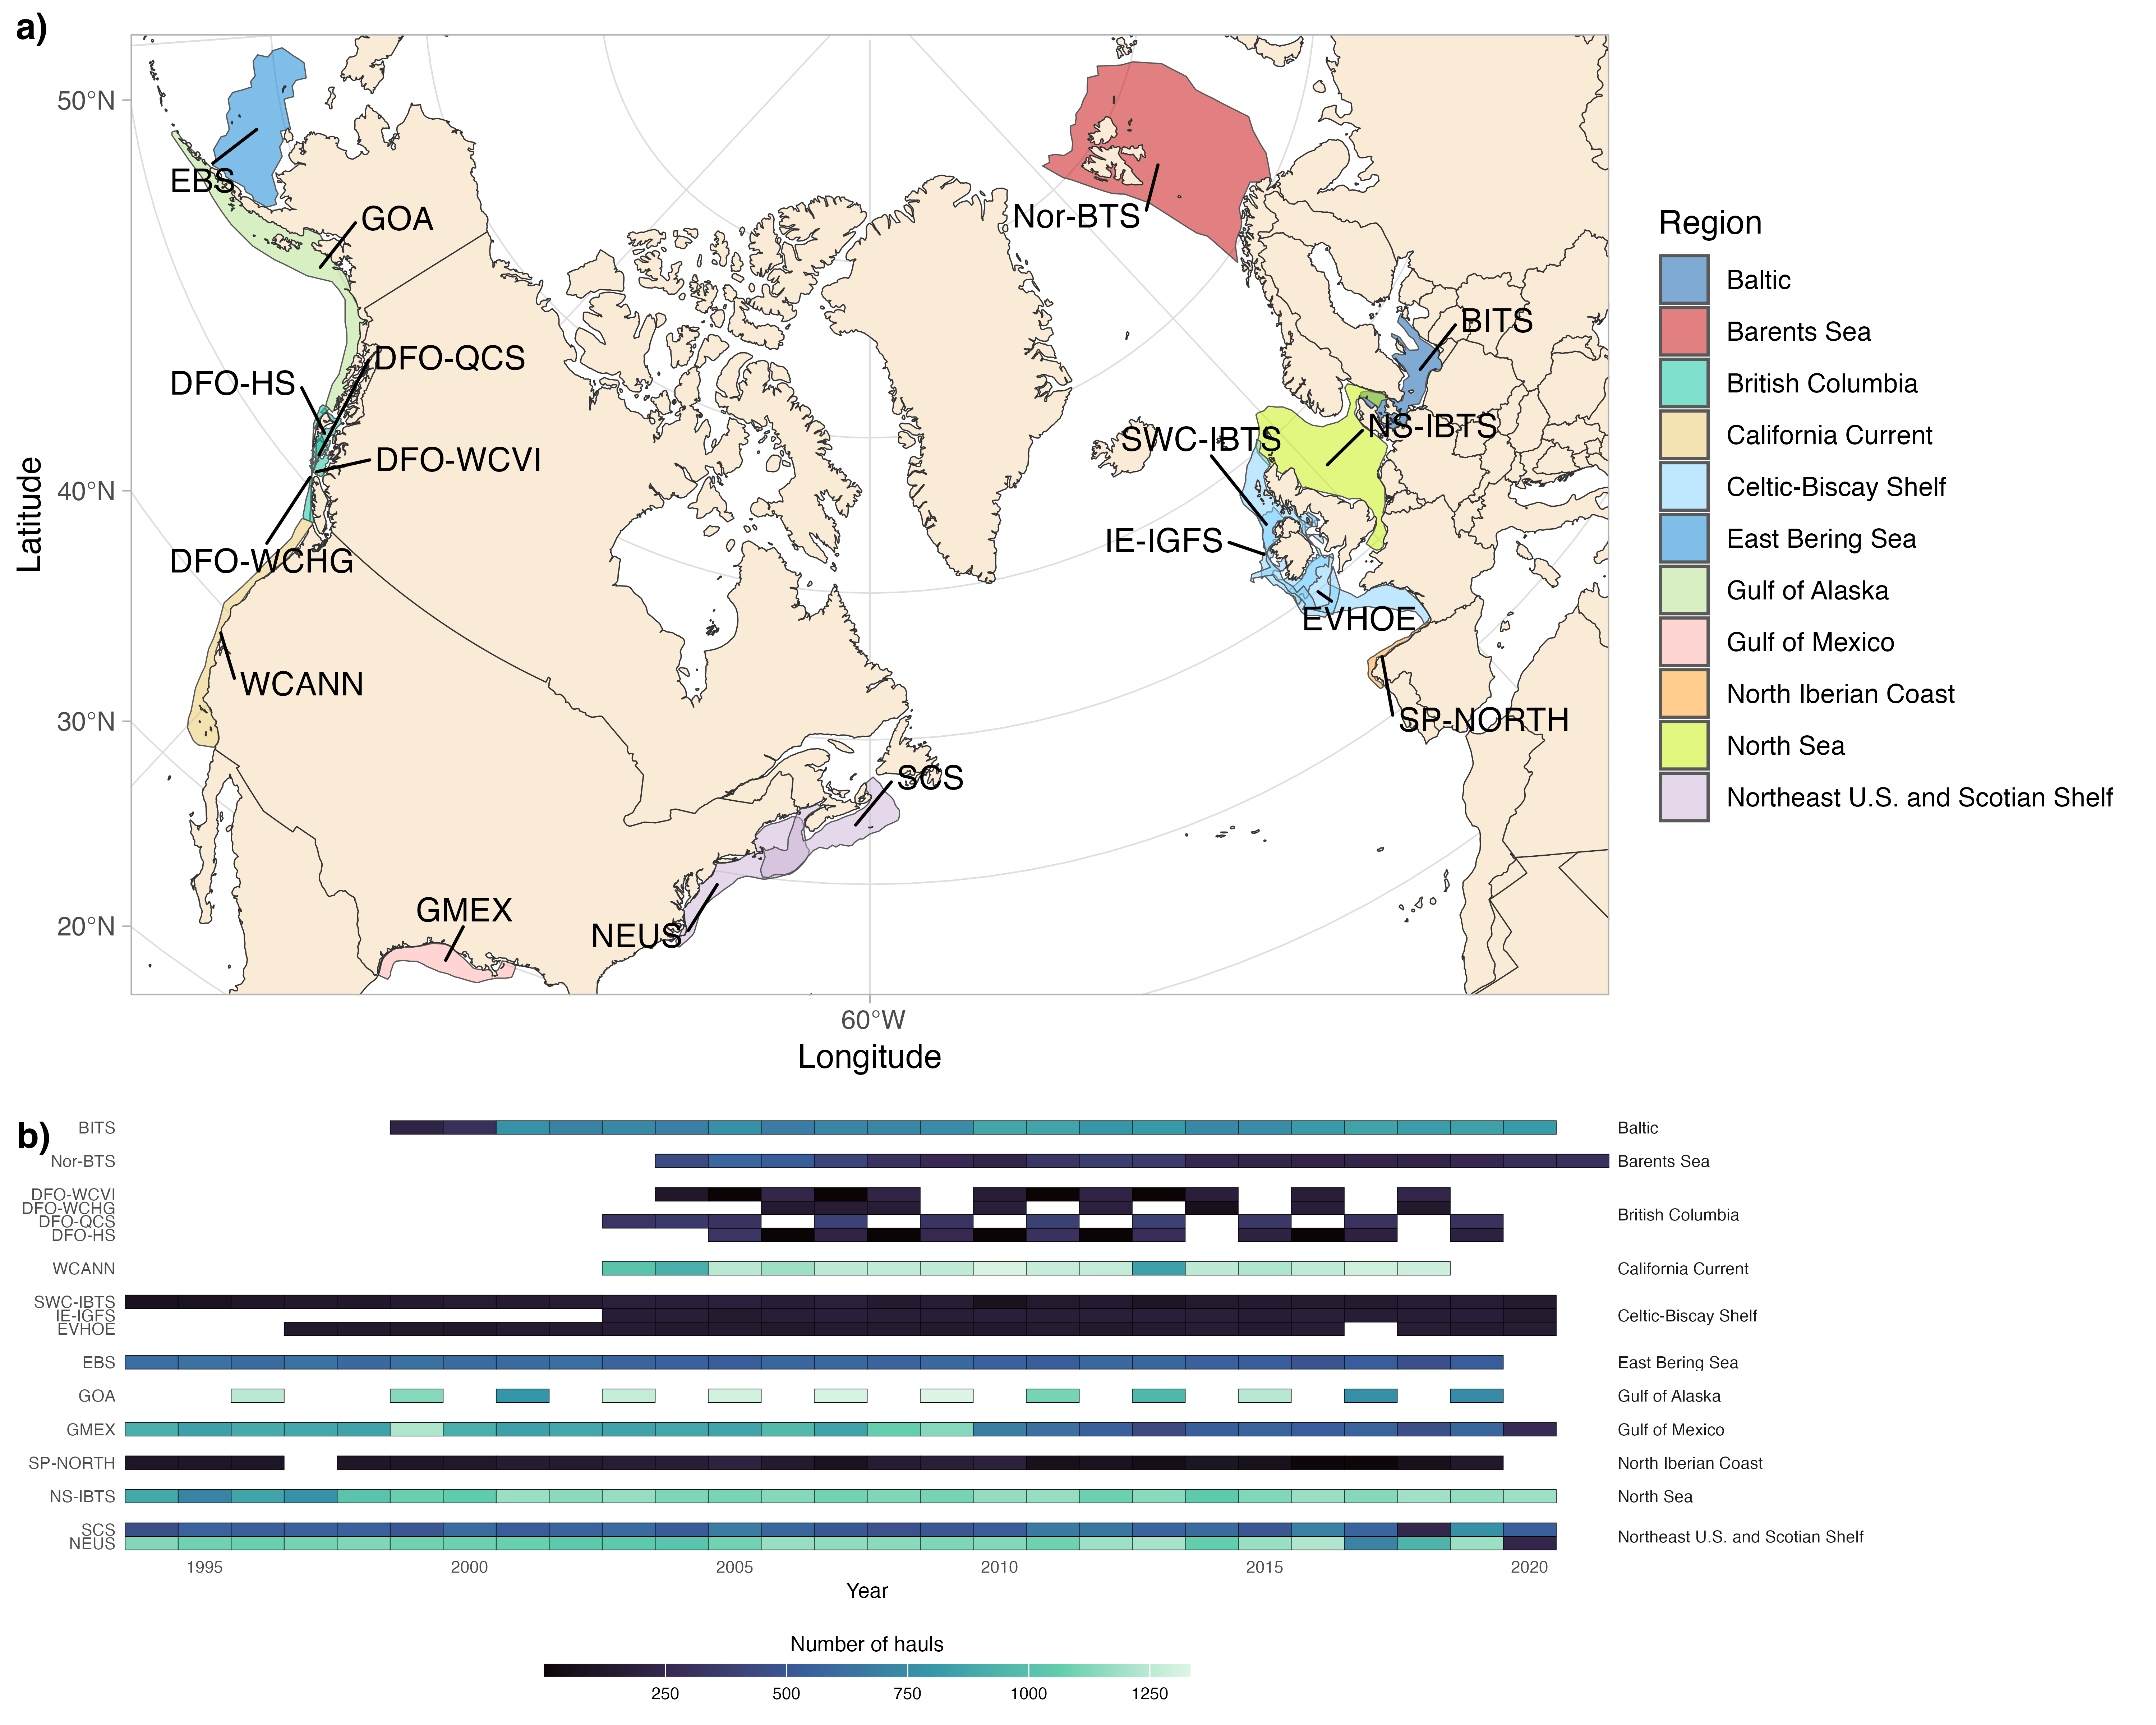 a)
50°N
40°N
30°N
20°N
Latitude
EBS
GOA
DFO-QCS
DFO-HS
DFO-WCVI
DFO-WCHG
WCANN
GMEX
NEUS
SCS
Nor-BTS
BITS
NS-IBTS
SWC-IBTS
IE-IGFS
EVHOE
SP-NORTH
60°W
Longitude
Region
Baltic
Barents Sea
British Columbia
California Current
Celtic-Biscay Shelf
East Bering Sea
Gulf of Alaska
Gulf of Mexico
North Iberian Coast
North Sea
Northeast U.S. and Scotian Shelf
b)
BITS Baltic
Nor-BTS Barents Sea
DFO-WCVI
DFO-WCHG
DFO-QCS
DFO-HS
British Columbia
WCANN California Current
SWC-IBTS
IE-IGFS
EVHOE
Celtic-Biscay Shelf
EBS East Bering Sea
GOA Gulf of Alaska
GMEX Gulf of Mexico
SP-NORTH North Iberian Coast
NS-IBTS North Sea
SCS
NEUS
Northeast U.S. and Scotian Shelf
1995 2000 2005 2010 2015 2020
Year
Number of hauls
250 500 750 1000 1250